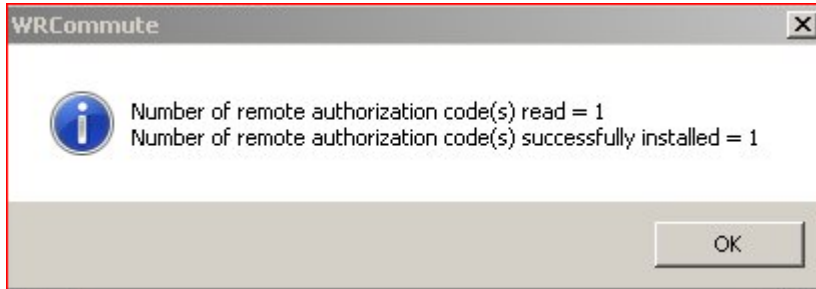 WRCommute
Number of remote authorization code(s) read = 1
Number of remote authorization code(s) successfully installed = 1
OK